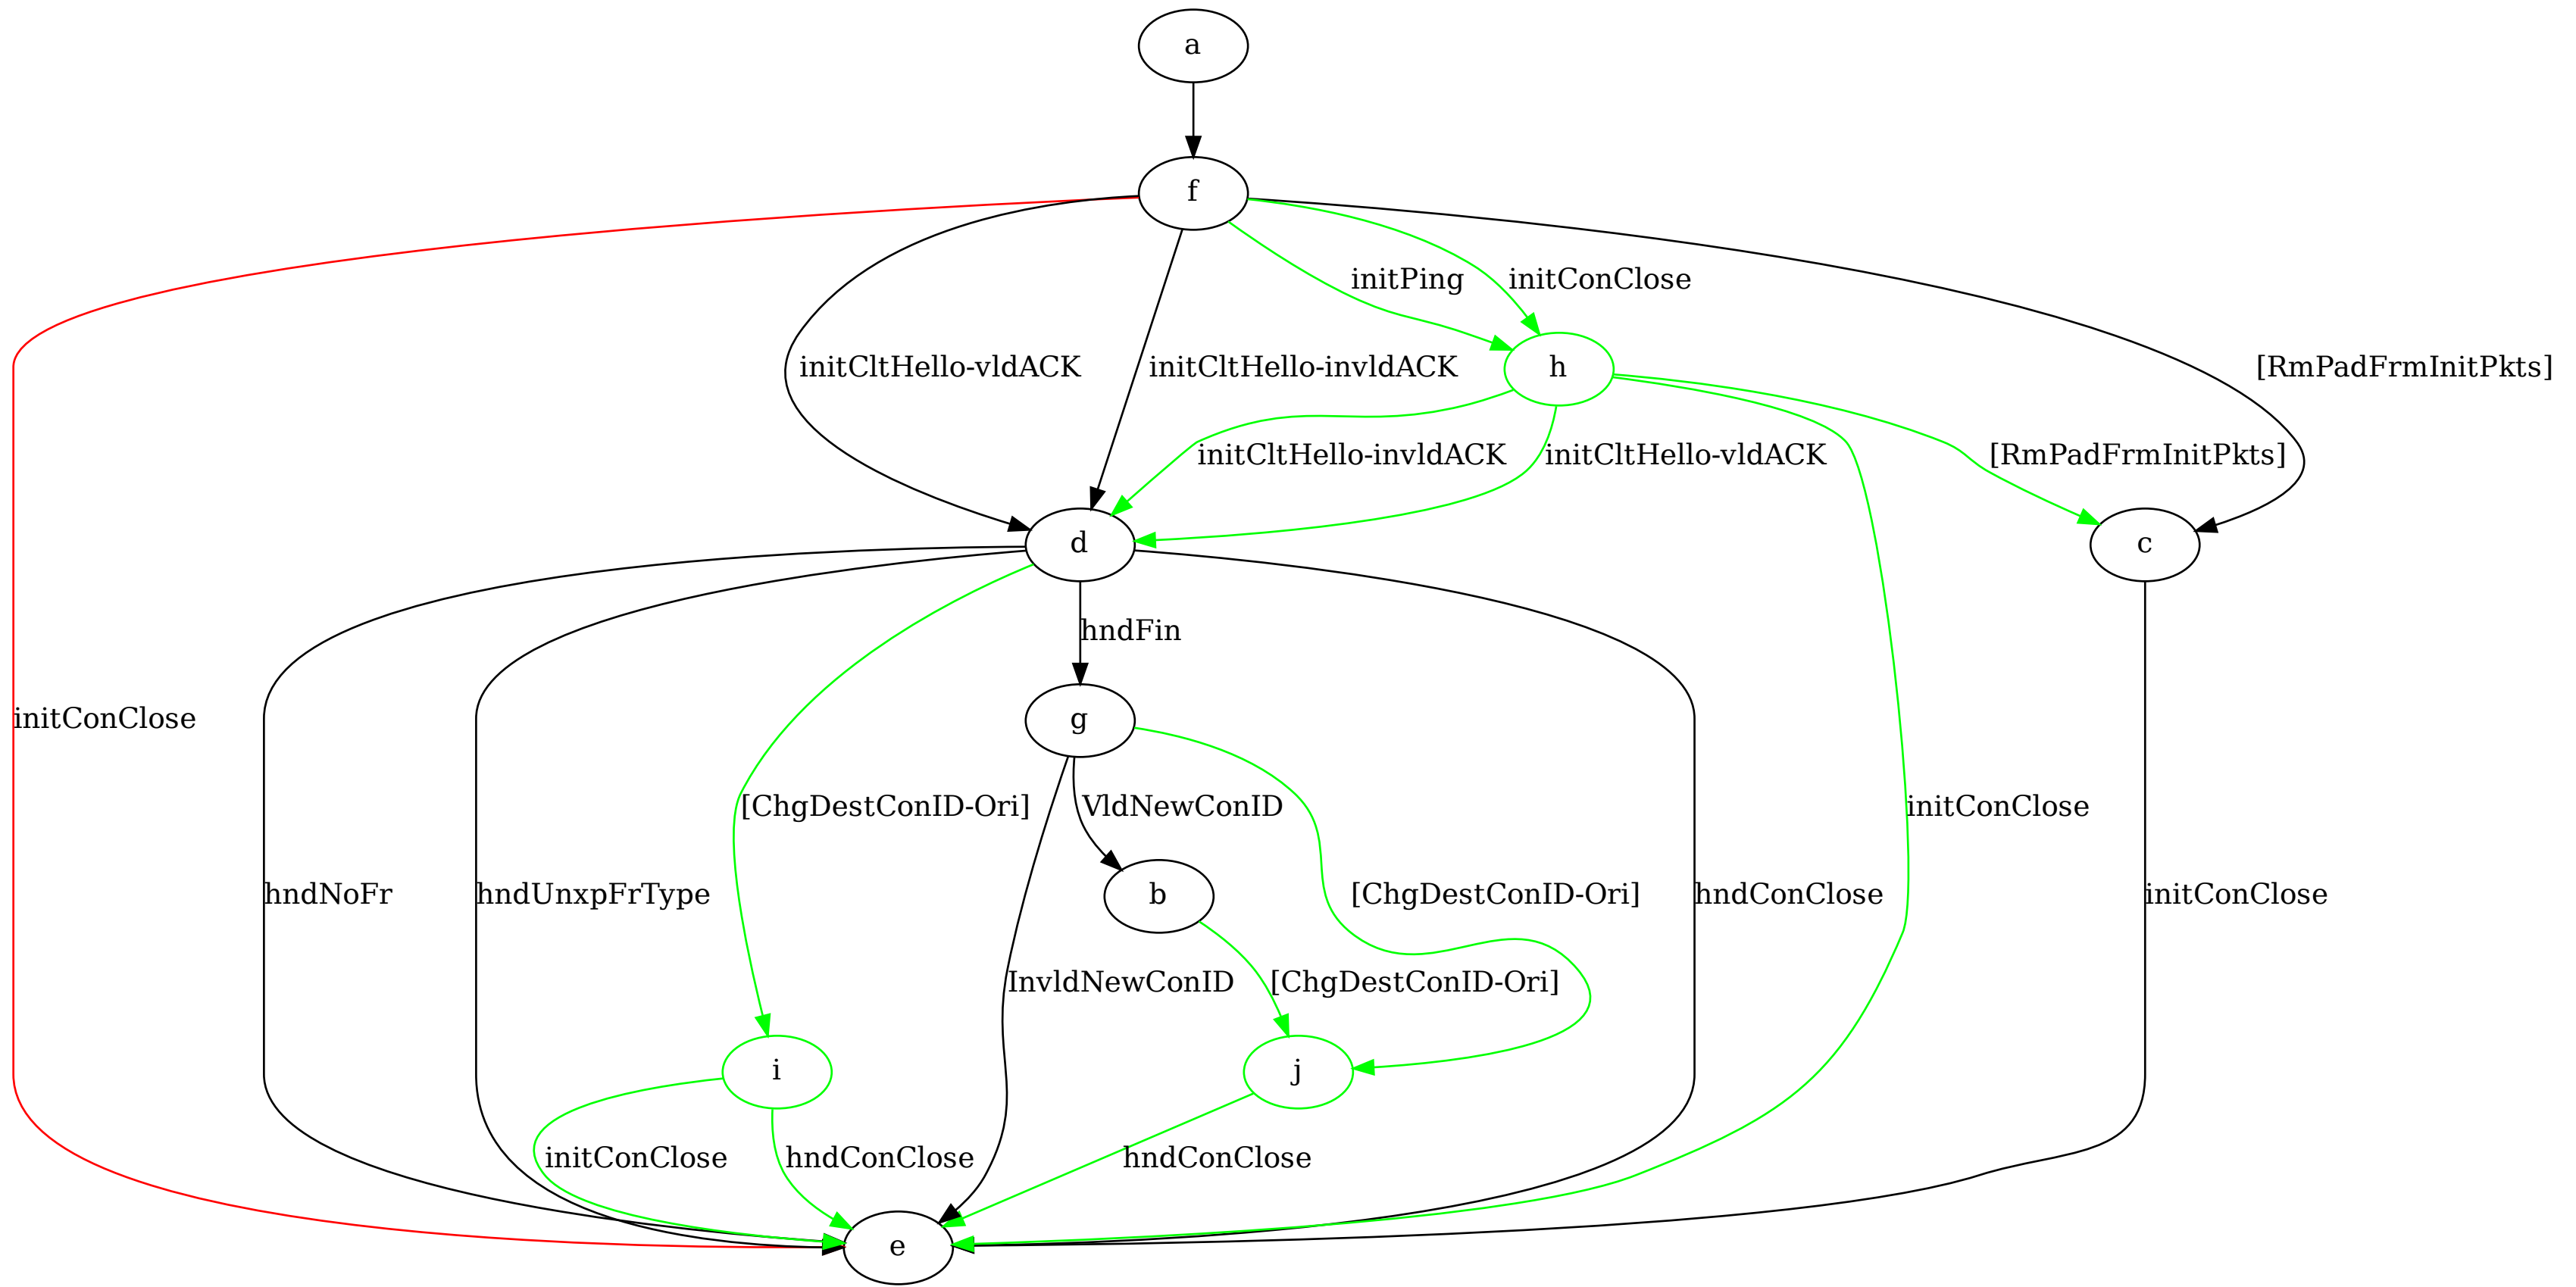 a
f
initPing
initConClose
initCltHello-vldACK
initCltHello-invldACK
h
[RmPadFrmInitPkts]
initCltHello-invldACK
initCltHello-vldACK
[RmPadFrmInitPkts]
d
c
hndFin
initConClose
g
[ChgDestConID-Ori]
VldNewConID
initConClose
hndNoFr
hndUnxpFrType
b
[ChgDestConID-Ori]
hndConClose
initConClose
InvldNewConID
[ChgDestConID-Ori]
i
j
initConClose
hndConClose
hndConClose
e